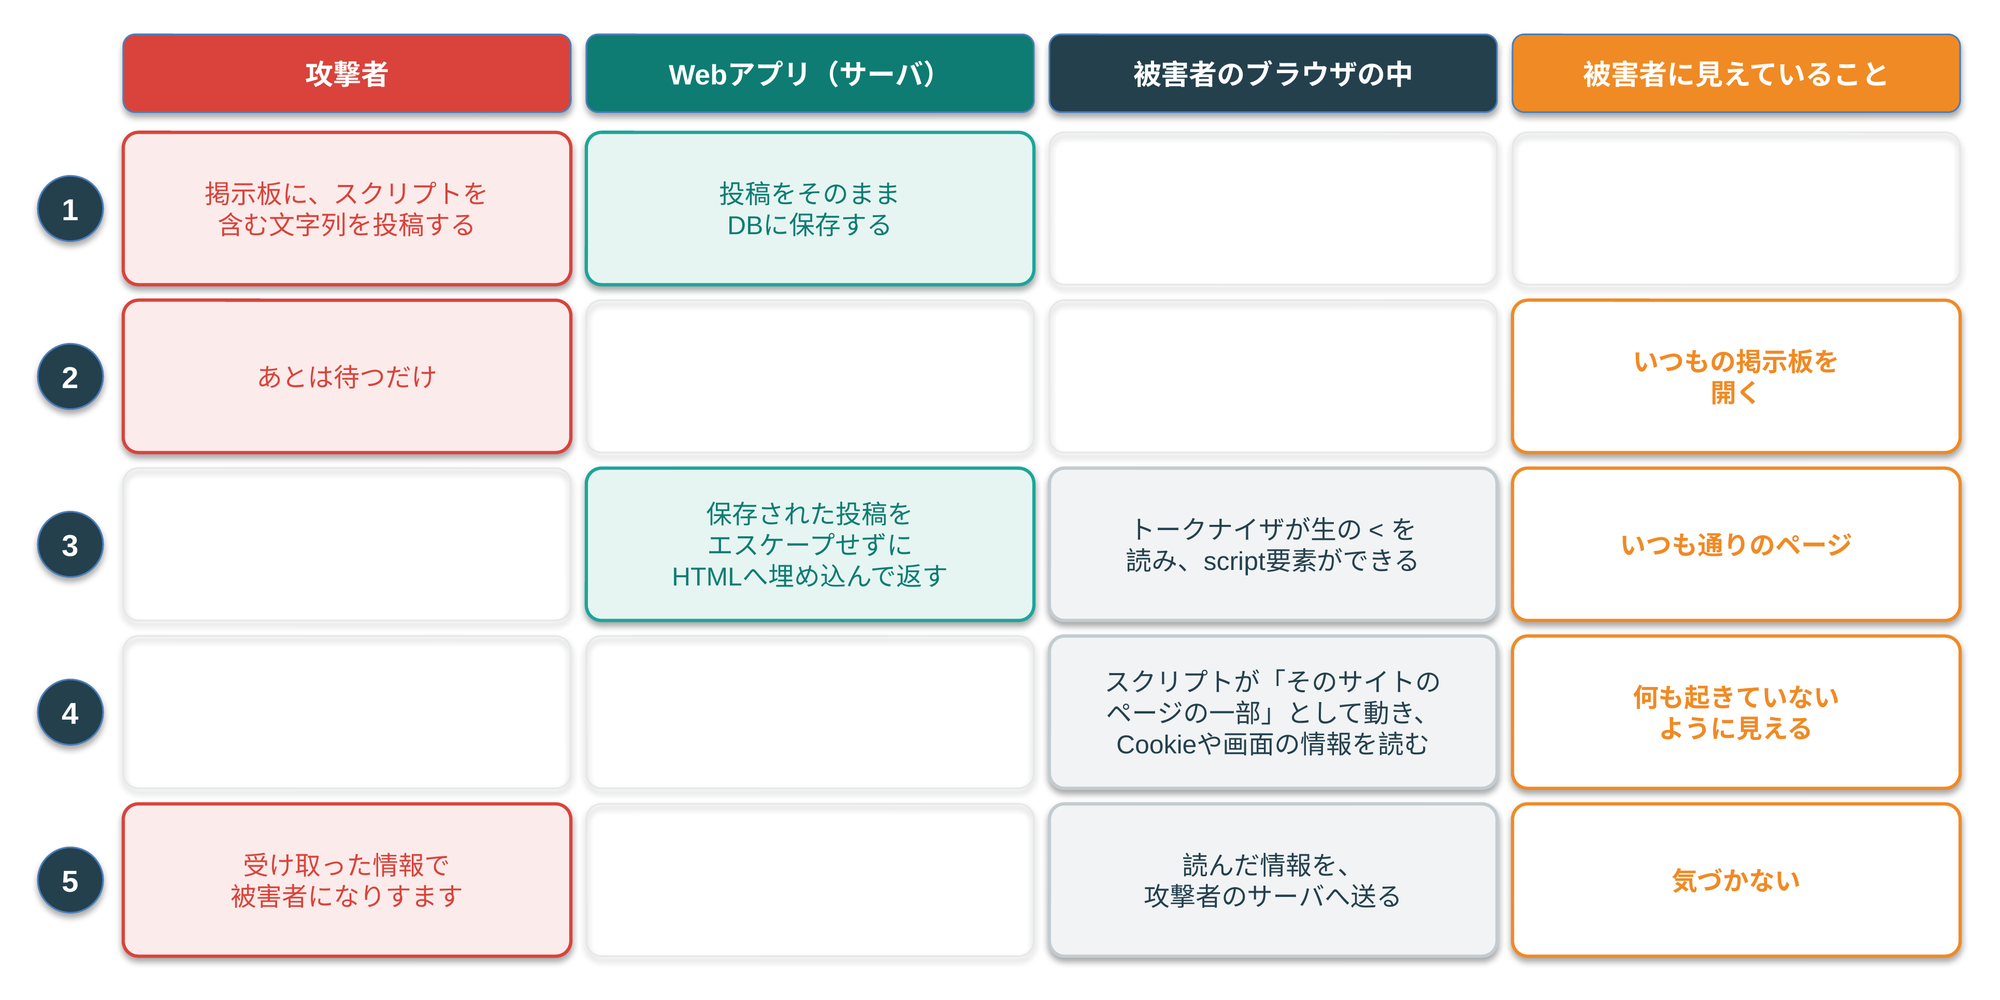 攻撃者
Webアプリ（サーバ）
被害者のブラウザの中
被害者に見えていること
1
掲示板に、スクリプトを
含む文字列を投稿する
投稿をそのまま
DBに保存する
2
あとは待つだけ
いつもの掲示板を
開く
3
保存された投稿を
エスケープせずに
HTMLへ埋め込んで返す
トークナイザが生の < を
読み、script要素ができる
いつも通りのページ
4
スクリプトが「そのサイトの
ページの一部」として動き、
Cookieや画面の情報を読む
何も起きていない
ように見える
5
受け取った情報で
被害者になりすます
読んだ情報を、
攻撃者のサーバへ送る
気づかない